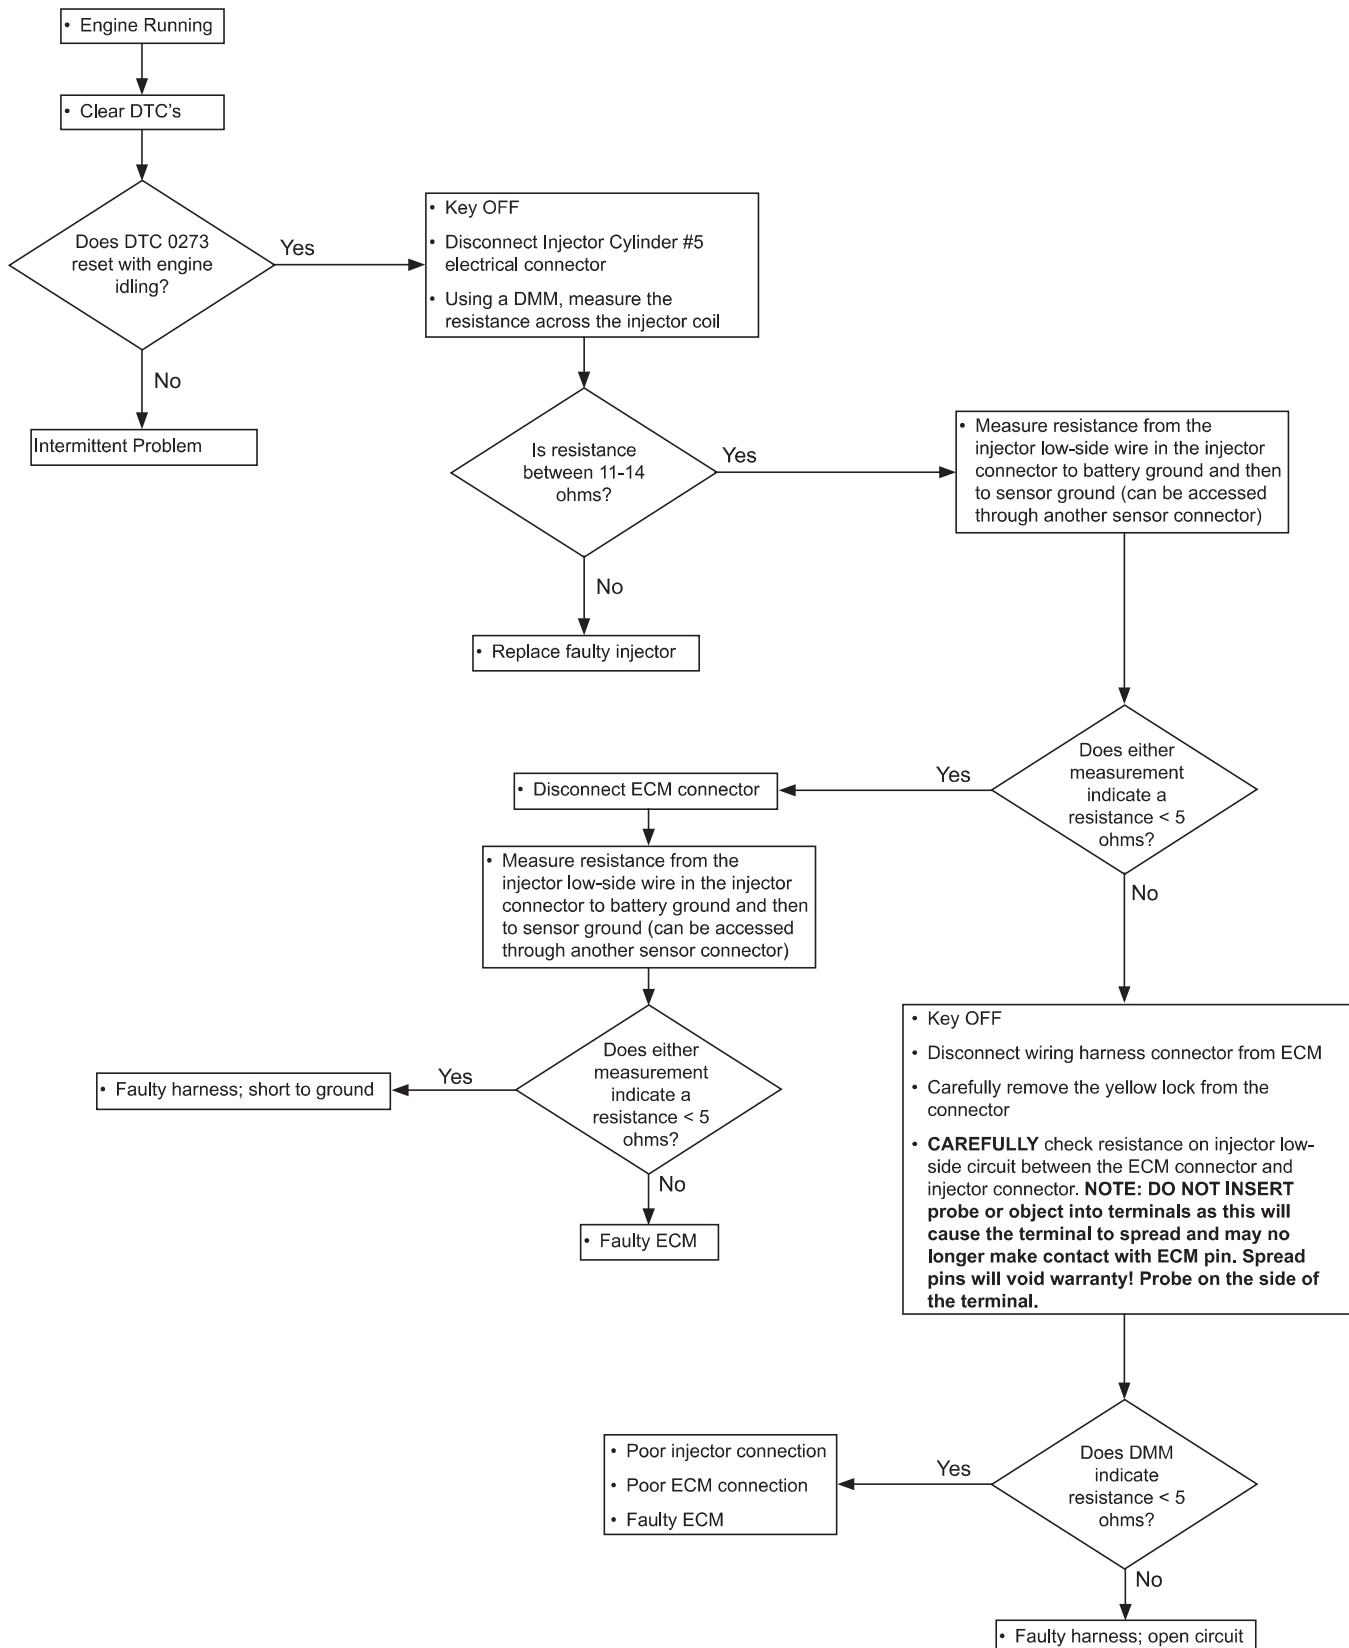 • Engine Running
• Clear DTC's
Does DTC 0273
reset with engine
idling?
Yes
No
Intermittent Problem
• Key OFF
• Disconnect Injector Cylinder #5
electrical connector
• Using a DMM, measure the
resistance across the injector coil
Is resistance
between 11-14
ohms?
Yes
No
• Replace faulty injector
• Measure resistance from the
injector low-side wire in the injector
connector to battery ground and then
to sensor ground (can be accessed
through another sensor connector)
Does either
measurement
indicate a
resistance < 5
ohms?
Yes
No
• Disconnect ECM connector
• Measure resistance from the
injector low-side wire in the injector
connector to battery ground and then
to sensor ground (can be accessed
through another sensor connector)
Does either
measurement
indicate a
resistance < 5
ohms?
Yes
No
• Faulty harness; short to ground
• Faulty ECM
• Key OFF
• Disconnect wiring harness connector from ECM
• Carefully remove the yellow lock from the
connector
• CAREFULLY check resistance on injector low-
side circuit between the ECM connector and
injector connector. NOTE: DO NOT INSERT
probe or object into terminals as this will
cause the terminal to spread and may no
longer make contact with ECM pin. Spread
pins will void warranty! Probe on the side of
the terminal.
Does DMM
indicate
resistance < 5
ohms?
Yes
No
• Poor injector connection
• Poor ECM connection
• Faulty ECM
• Faulty harness; open circuit